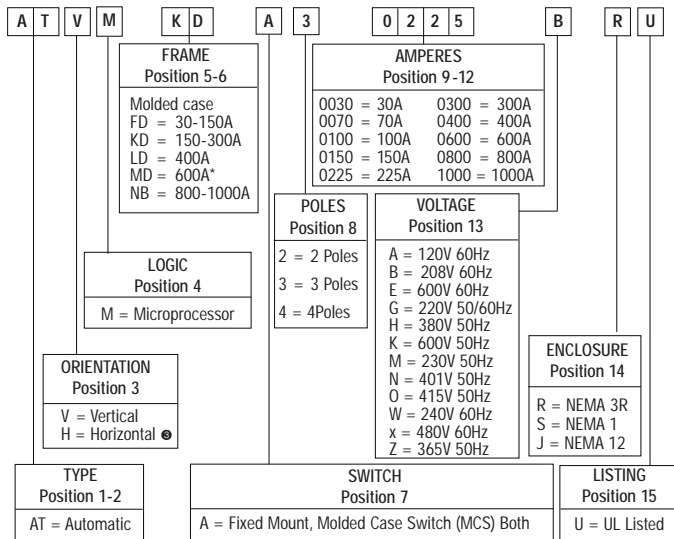 A T V M K D A 3 0 2 2 5 B R U
FRAME
Position 5-6
Molded case
FD = 30-150A
KD = 150-300A
LD = 400A
MD = 600A*
NB = 800-1000A
AMPERES
Position 9-12
0030 = 30A 0300 = 300A
0070 = 70A 0400 = 400A
0100 = 100A 0600 = 600A
0150 = 150A 0800 = 800A
0225 = 225A 1000 = 1000A
POLES
Position 8
2 = 2 Poles
3 = 3 Poles
4 = 4Poles
VOLTAGE
Position 13
A = 120V 60Hz
B = 208V 60Hz
E = 600V 60Hz
G = 220V 50/60Hz
H = 380V 50Hz
K = 600V 50Hz
M = 230V 50Hz
N = 401V 50Hz
O = 415V 50Hz
W = 240V 60Hz
x = 480V 60Hz
Z = 365V 50Hz
LOGIC
Position 4
M = Microprocessor
ENCLOSURE
Position 14
R = NEMA 3R
S = NEMA 1
J = NEMA 12
ORIENTATION
Position 3
V = Vertical
H = Horizontal ❸
TYPE
Position 1-2
AT = Automatic
SWITCH
Position 7
A = Fixed Mount, Molded Case Switch (MCS) Both
LISTING
Position 15
U = UL Listed